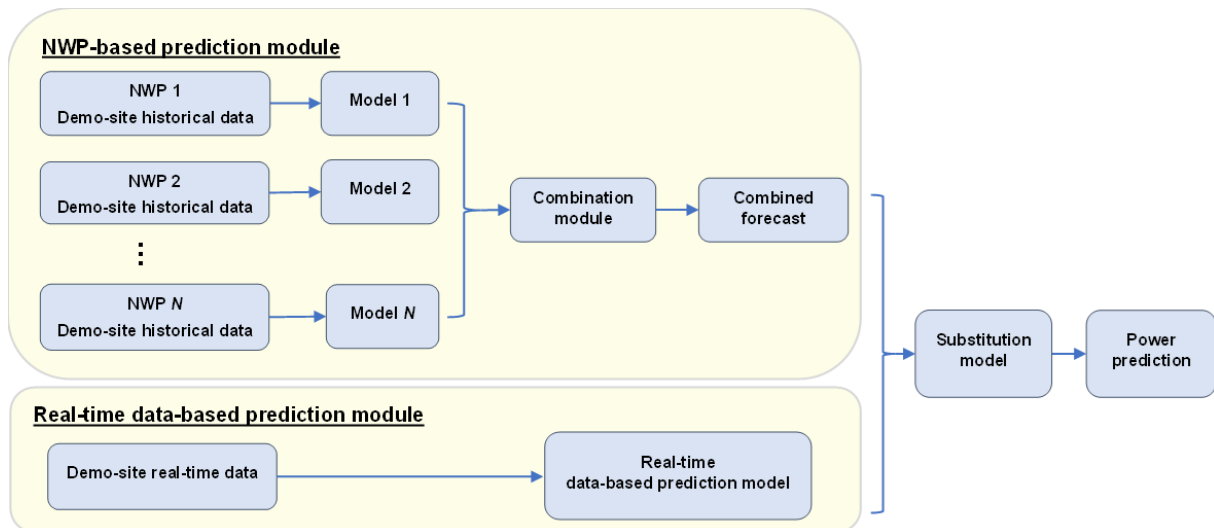 NWP-based prediction module
NWP 1
Demo-site historical data
Model 1
NWP 2
Demo-site historical data
Model 2
⋮
NWP N
Demo-site historical data
Model N
Combination
module
Combined
forecast
Substitution
model
Power
prediction
Real-time data-based prediction module
Demo-site real-time data
Real-time
data-based prediction model